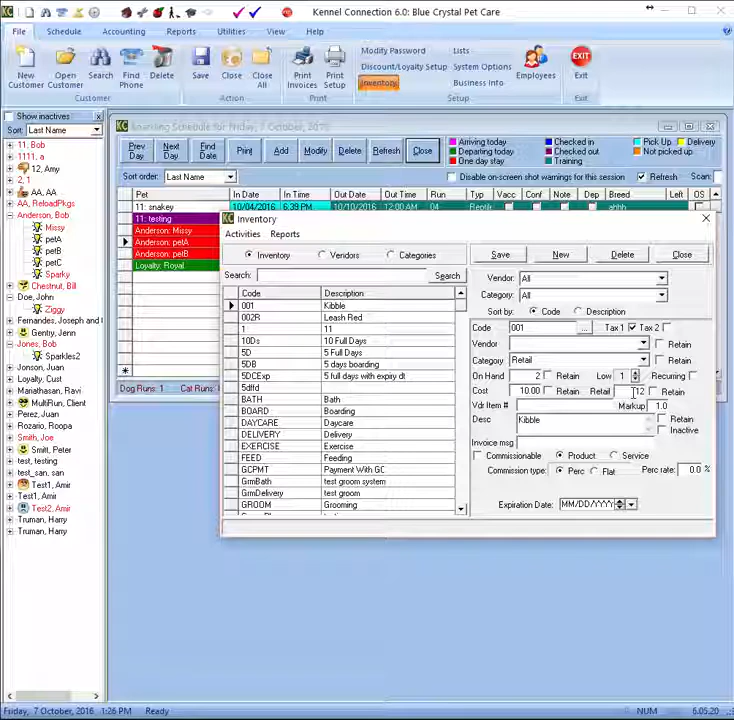 Kennel Connection 6.0: Blue Crystal Pet Care
File Schedule Accounting Reports Utilities View Help
New Customer
Open Customer
Search
Find Phone
Delete
Save
Close
Close All
Print Invoices
Print Setup
Modify Password
Discount/Loyalty Setup
Inventory
Lists
System Options
Business Info
Employees
Exit
Customer Action Print Setup Exit
Show inactives
Sort: Last Name
11, Bob
1111, a
12, Amy
2, 1
AA, AA
AA, ReloadPkgs
Anderson, Bob
Missy
petA
petB
petC
Sparky
Chestnut, Bill
Doe, John
Ziggy
Fernandes, Joseph and
Gentry, Jenn
Jones, Bob
Sparkles2
Jonson, Juan
Loyalty, Cust
Mariathasan, Ravi
MultiRun, Client
Perez, Juan
Rozario, Roopa
Smith, Joe
Smitt, Peter
test, testing
test_san, san
Test1, Amir
Test1, Amir
Test2, Amir
Truman, Harry
Truman, Harry
Boarding Schedule for Friday, 7 October, 2016
Prev Day
Next Day
Find Date
Print
Add
Modify
Delete
Refresh
Close
Arriving today
Departing today
One day stay
Checked in
Checked out
Training
Pick Up
Delivery
Not picked up
Sort order: Last Name
Disable on-screen shot warnings for this session
Refresh
Scan:
Pet In Date In Time Out Date Out Time Run Typ Vacc Conf Note Dep Breed Left OS
11: snakey 10/04/2016 6:39 PM 10/10/2016 12:00 AM 04 Reptile ahhh
11: testing
Anderson: Missy
Anderson: petA
Anderson: petB
Loyalty: Royal
Dog Runs: 1 Cat Runs:
Inventory
Activities Reports
Inventory Vendors Categories
Search: Search
Code Description
001 Kibble
002R Leash Red
1 11
10Ds 10 Full Days
5D 5 Full Days
5DB 5 days boarding
5DCExp 5 full days with expiry dt
5dfd
BATH Bath
BOARD Boarding
DAYCARE Daycare
DELIVERY Delivery
EXERCISE Exercise
FEED Feeding
GCPMT Payment With GC
GrmBath test groom system
GrmDelivery test groom
GROOM Grooming
Save New Delete Close
Vendor: All
Category: All
Sort by: Code Description
Code 001 ... Tax 1 Tax 2
Vendor Retain
Category Retail Retain
On Hand 2 Retain Low 1 Recurring
Cost 10.00 Retain Retail 12 Retain
Vdr Item # Markup 1.0
Desc Kibble Retain
Inactive
Invoice msg
Commissionable Product Service
Commission type: Perc Flat Perc rate: 0.0 %
Expiration Date: MM/DD/YYYY
Friday, 7 October, 2016 1:26 PM Ready NUM 6.05.20